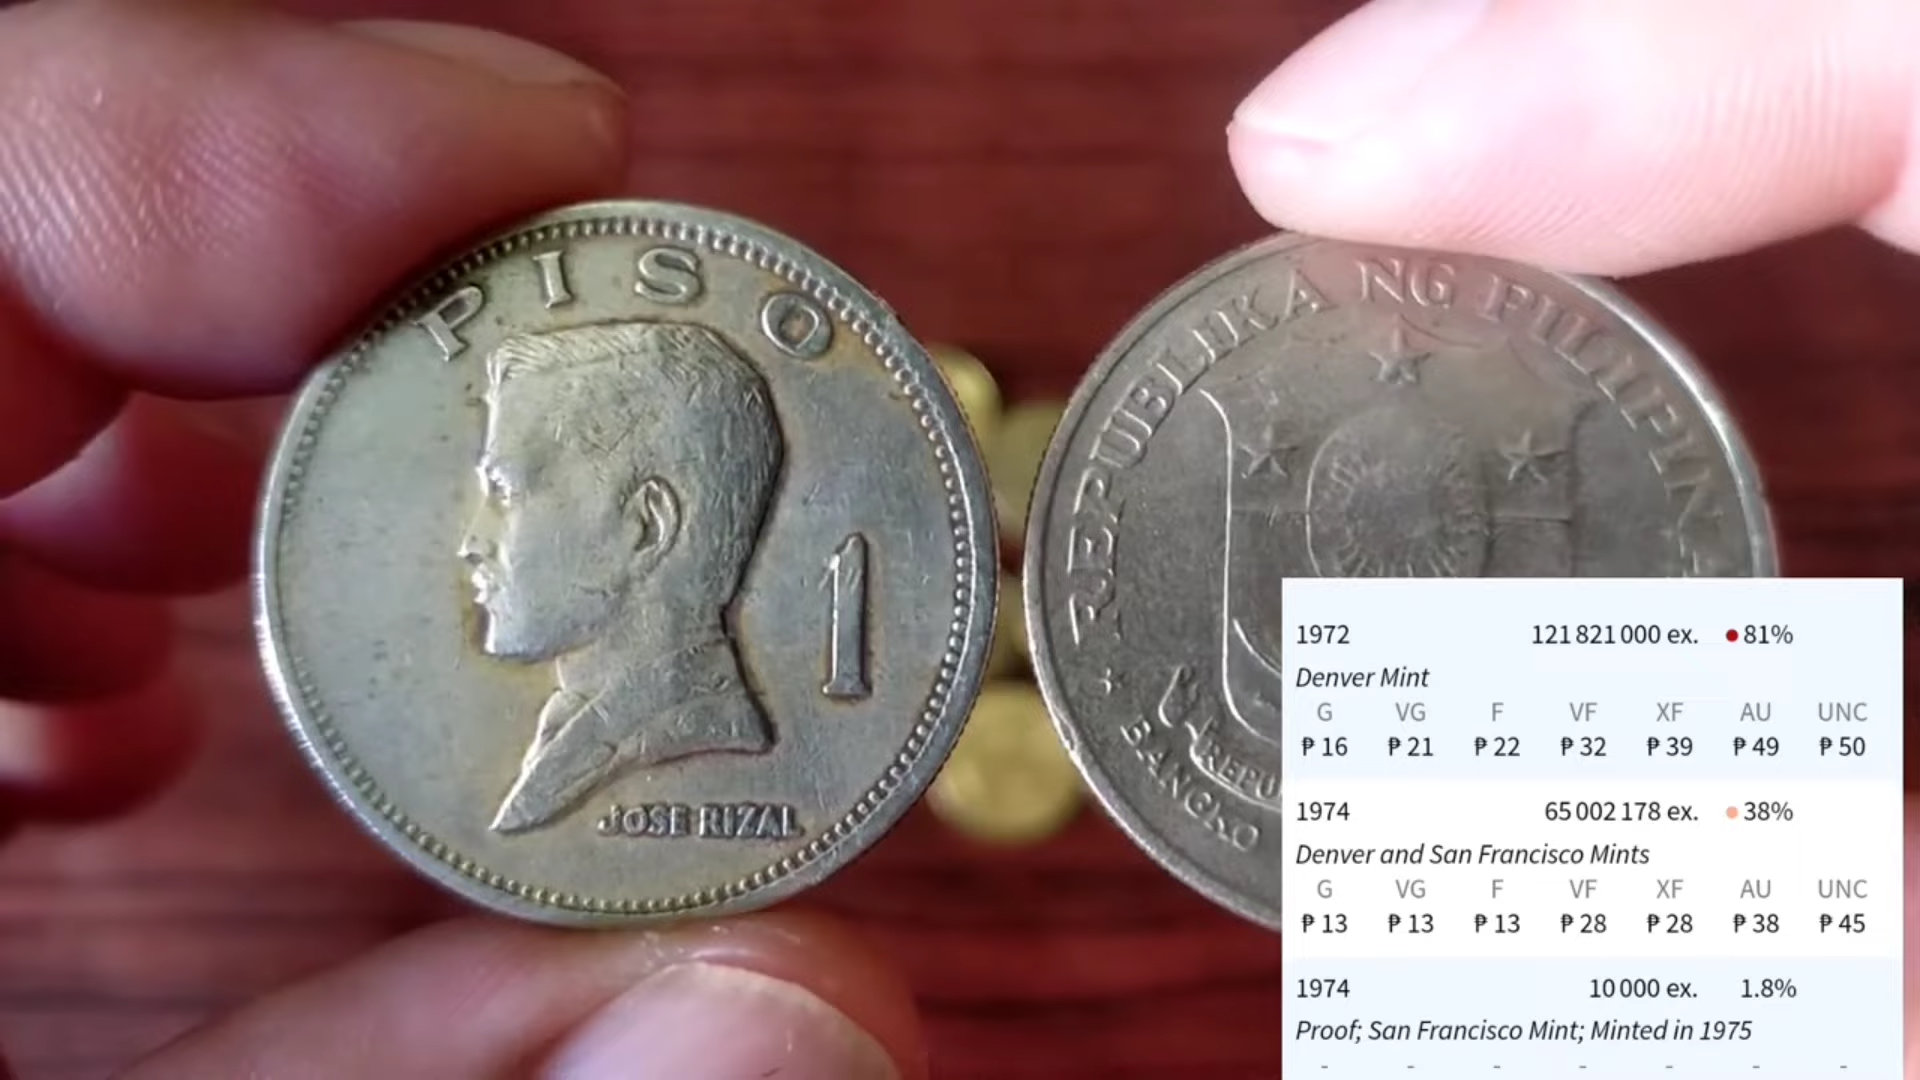 PISO
1
JOSE RIZAL
REPUBLIKA NG PILIPIN
BANGKO
REPU
1972 121 821 000 ex. 81%
Denver Mint
G VG F VF XF AU UNC
₱ 16 ₱ 21 ₱ 22 ₱ 32 ₱ 39 ₱ 49 ₱ 50
1974 65 002 178 ex. 38%
Denver and San Francisco Mints
G VG F VF XF AU UNC
₱ 13 ₱ 13 ₱ 13 ₱ 28 ₱ 28 ₱ 38 ₱ 45
1974 10 000 ex. 1.8%
Proof; San Francisco Mint; Minted in 1975
- - - - - - -